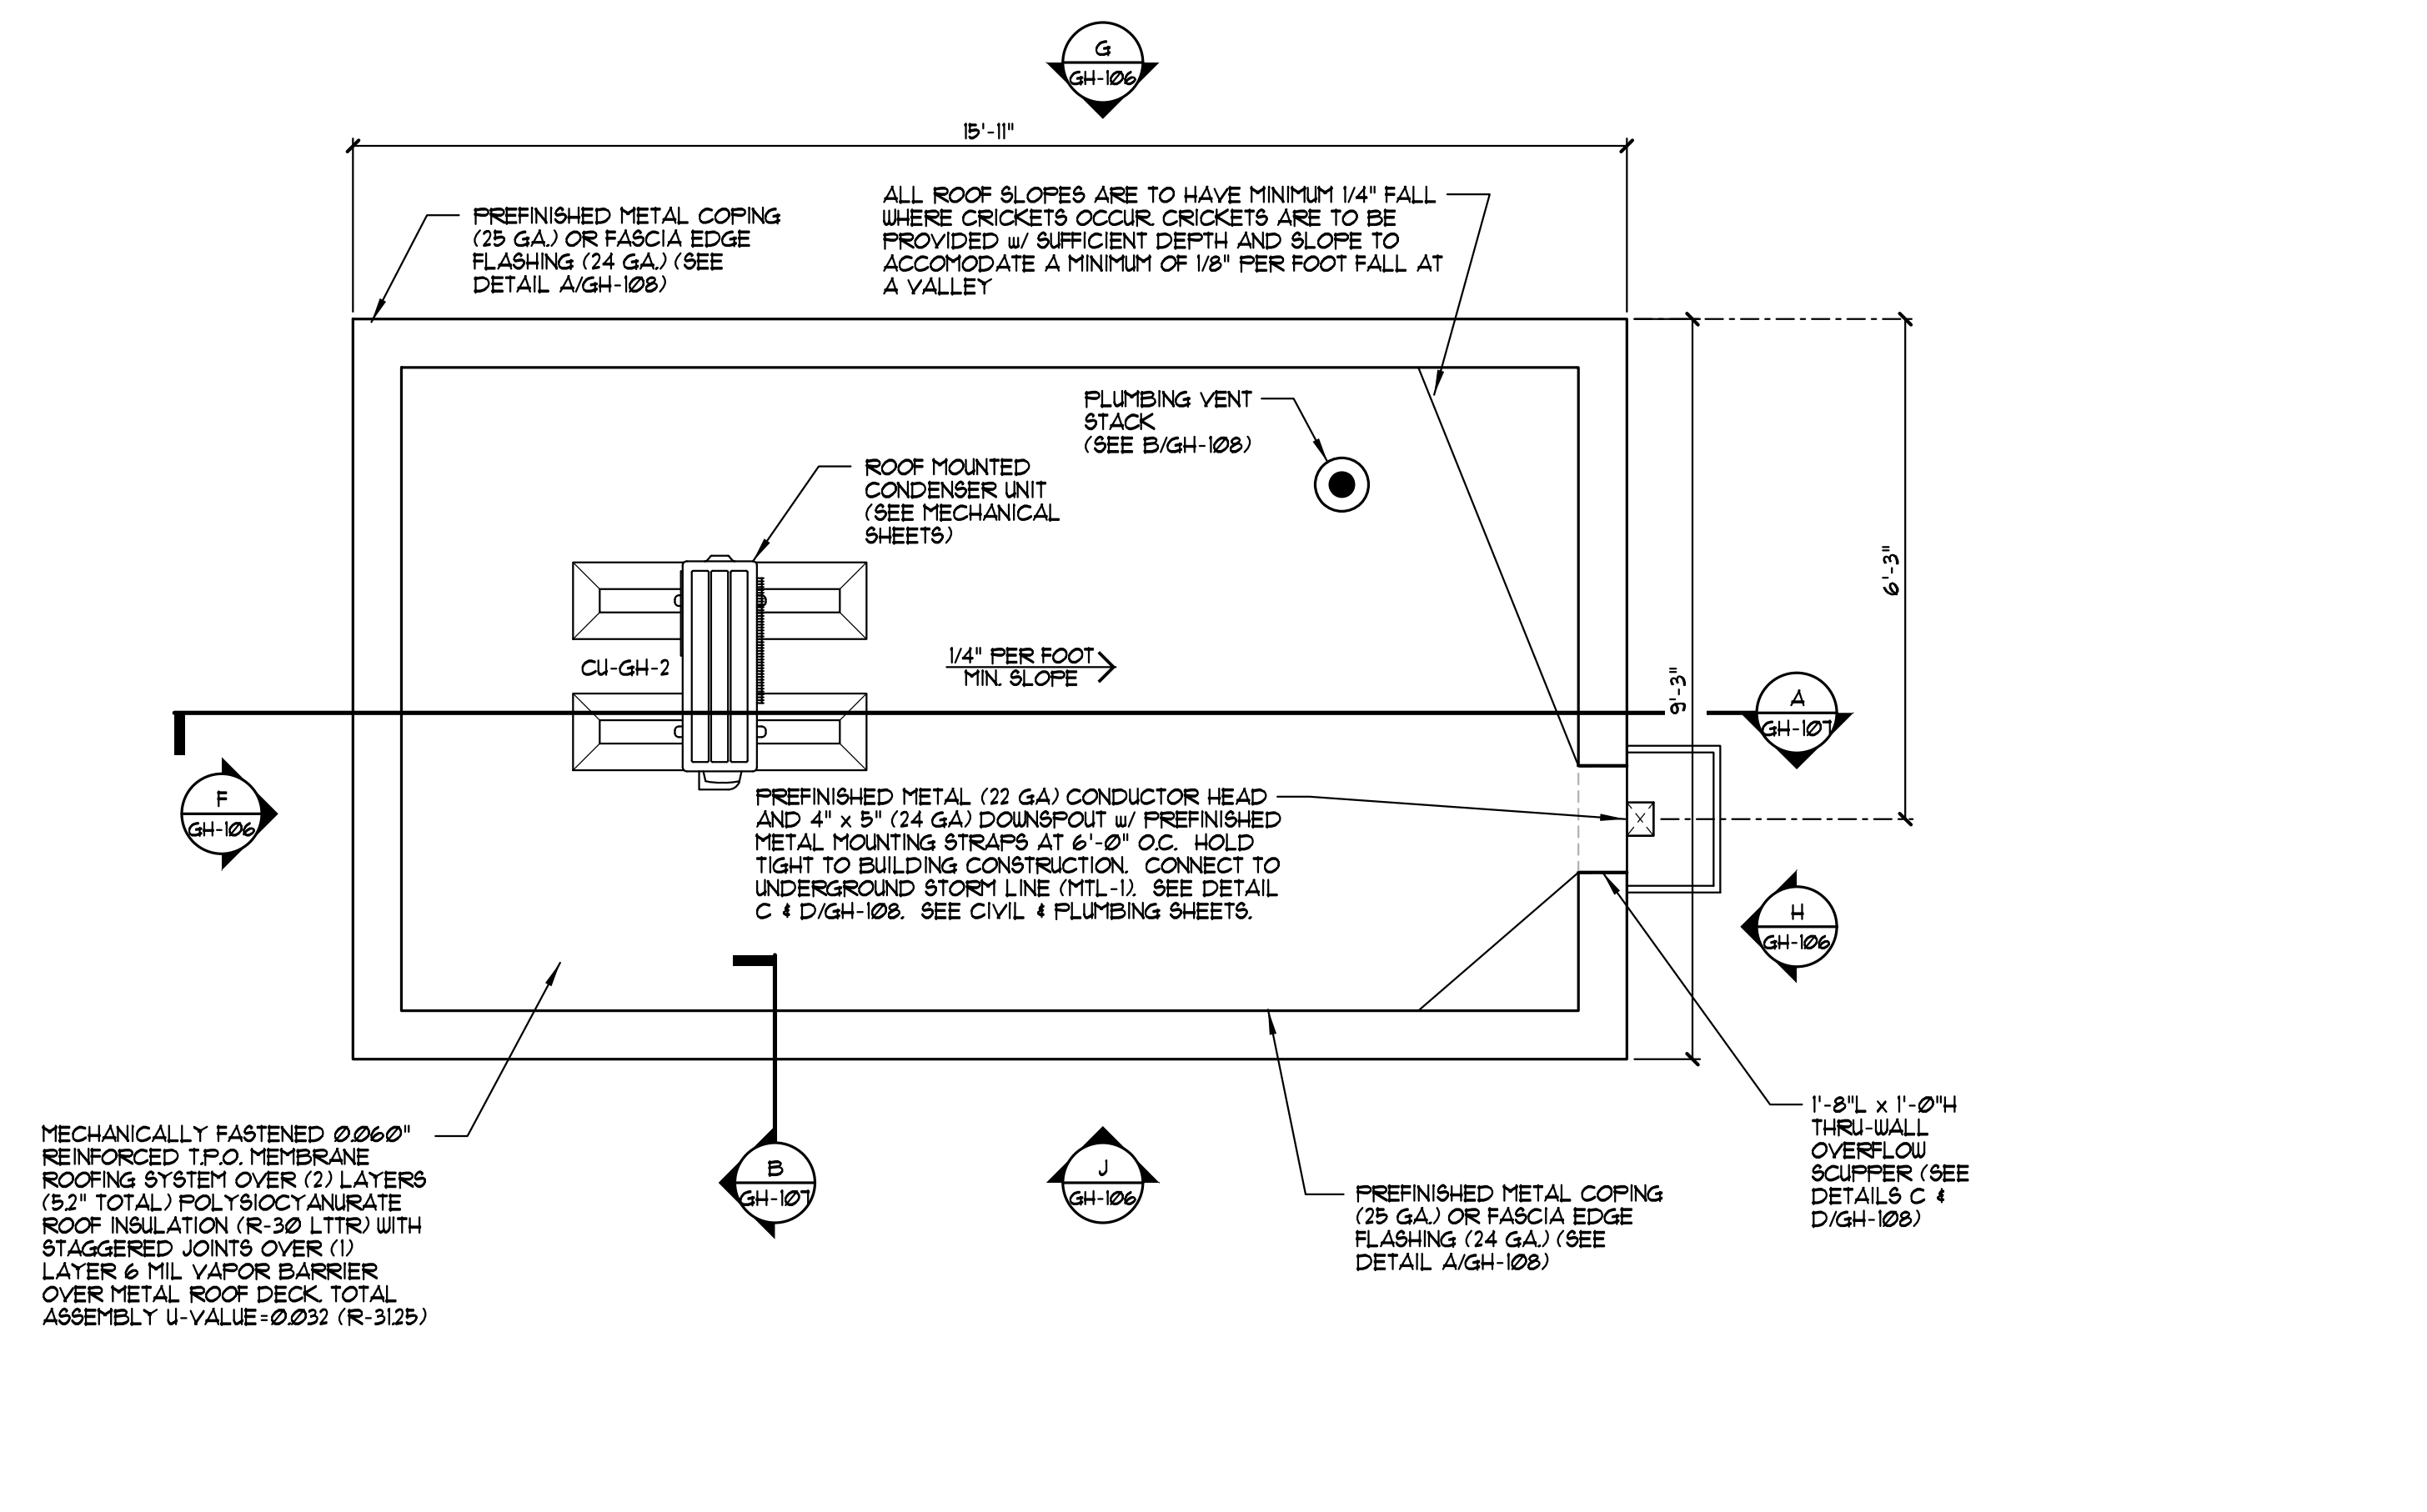 G
GH-106
15'-11"
PREFINISHED METAL COPING
(25 GA.) OR FASCIA EDGE
FLASHING (24 GA.) (SEE
DETAIL A/GH-108)
ALL ROOF SLOPES ARE TO HAVE MINIMUM 1/4" FALL
WHERE CRICKETS OCCUR. CRICKETS ARE TO BE
PROVIDED w/ SUFFICIENT DEPTH AND SLOPE TO
ACCOMODATE A MINIMUM OF 1/8" PER FOOT FALL AT
A VALLEY
PLUMBING VENT
STACK
(SEE B/GH-108)
ROOF MOUNTED
CONDENSER UNIT
(SEE MECHANICAL
SHEETS)
6'-3"
CU-GH-2
1/4" PER FOOT
MIN. SLOPE
9'-3"
A
GH-107
F
GH-106
PREFINISHED METAL (22 GA) CONDUCTOR HEAD
AND 4" x 5" (24 GA) DOWNSPOUT w/ PREFINISHED
METAL MOUNTING STRAPS AT 6'-0" O.C. HOLD
TIGHT TO BUILDING CONSTRUCTION. CONNECT TO
UNDERGROUND STORM LINE (MTL-1). SEE DETAIL
C & D/GH-108. SEE CIVIL & PLUMBING SHEETS.
H
GH-106
MECHANICALLY FASTENED 0.060"
REINFORCED T.P.O. MEMBRANE
ROOFING SYSTEM OVER (2) LAYERS
(5.2" TOTAL) POLYSIOCYANURATE
ROOF INSULATION (R-30 LTTR) WITH
STAGGERED JOINTS OVER (1)
LAYER 6 MIL VAPOR BARRIER
OVER METAL ROOF DECK. TOTAL
ASSEMBLY U-VALUE=0.032 (R-31.25)
B
GH-107
J
GH-106
PREFINISHED METAL COPING
(25 GA.) OR FASCIA EDGE
FLASHING (24 GA.) (SEE
DETAIL A/GH-108)
1'-8"L x 1'-0"H
THRU-WALL
OVERFLOW
SCUPPER (SEE
DETAILS C &
D/GH-108)